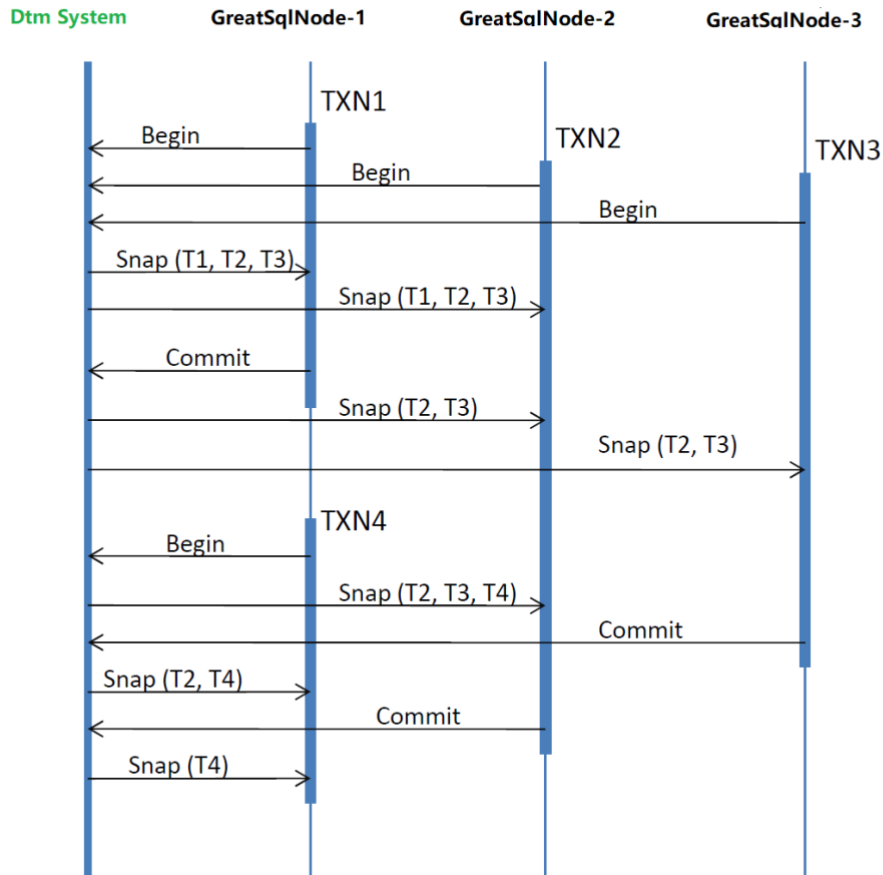 Dtm System
GreatSqlNode-1
GreatSqlNode-2
GreatSqlNode-3
TXN1
Begin
TXN2
Begin
TXN3
Begin
Snap (T1, T2, T3)
Snap (T1, T2, T3)
Commit
Snap (T2, T3)
Snap (T2, T3)
TXN4
Begin
Snap (T2, T3, T4)
Commit
Snap (T2, T4)
Commit
Snap (T4)